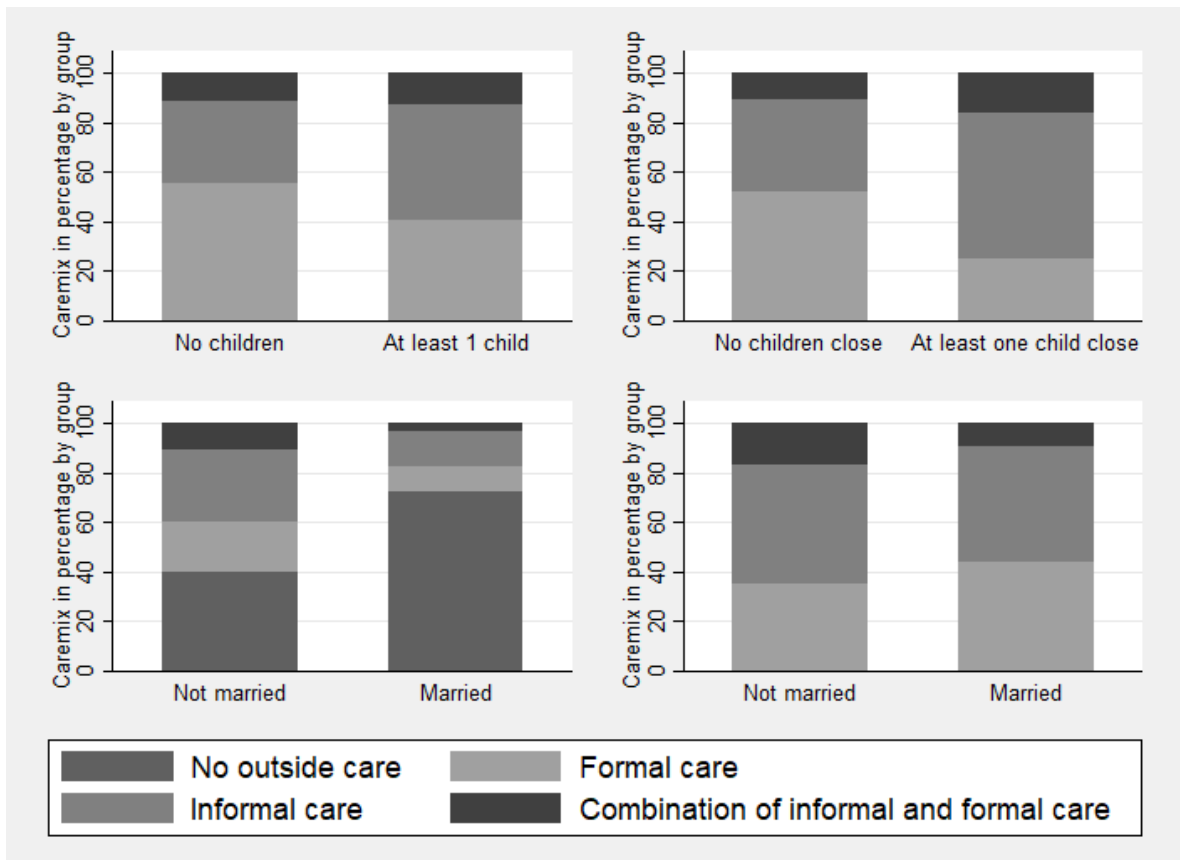 Caremix in percentage by group
100
80
60
40
20
0
No children
At least 1 child
Caremix in percentage by group
100
80
60
40
20
0
No children close
At least one child close
Caremix in percentage by group
100
80
60
40
20
0
Not married
Married
Caremix in percentage by group
100
80
60
40
20
0
Not married
Married
No outside care
Formal care
Informal care
Combination of informal and formal care